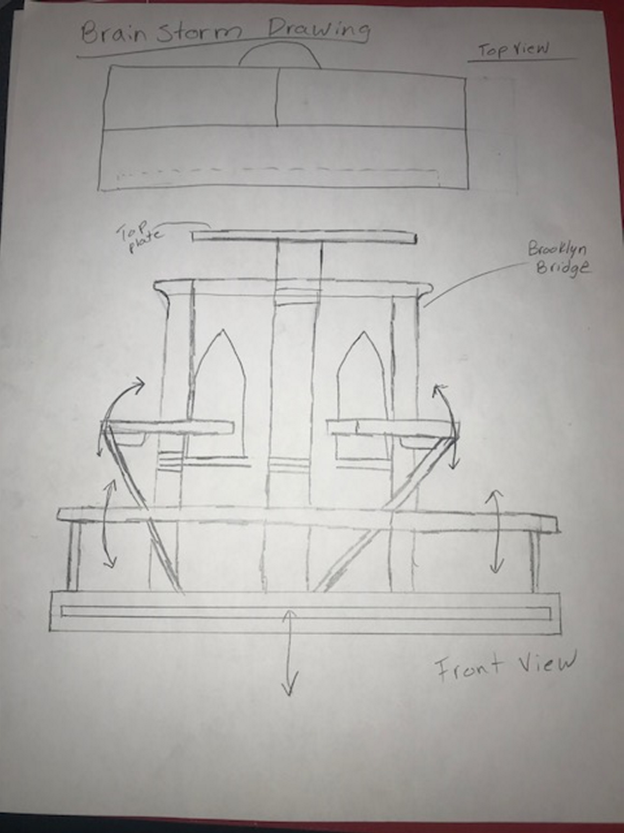 Brain Storm Drawing
Top View
Top
plate
Brooklyn
Bridge
Front View